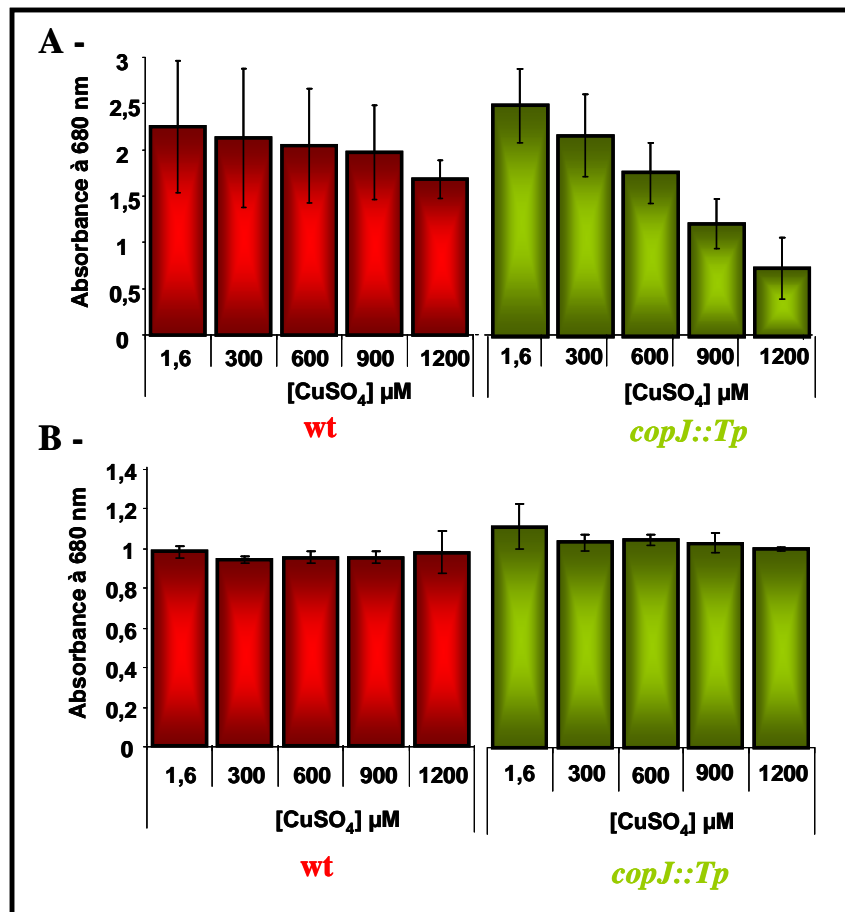 A -
Absorbance à 680 nm
3
2,5
2
1,5
1
0,5
0
1,6 300 600 900 1200
[CuSO4] µM
wt
1,6 300 600 900 1200
[CuSO4] µM
copJ::Tp
B -
Absorbance à 680 nm
1,4
1,2
1
0,8
0,6
0,4
0,2
0
1,6 300 600 900 1200
[CuSO4] µM
wt
1,6 300 600 900 1200
[CuSO4] µM
copJ::Tp